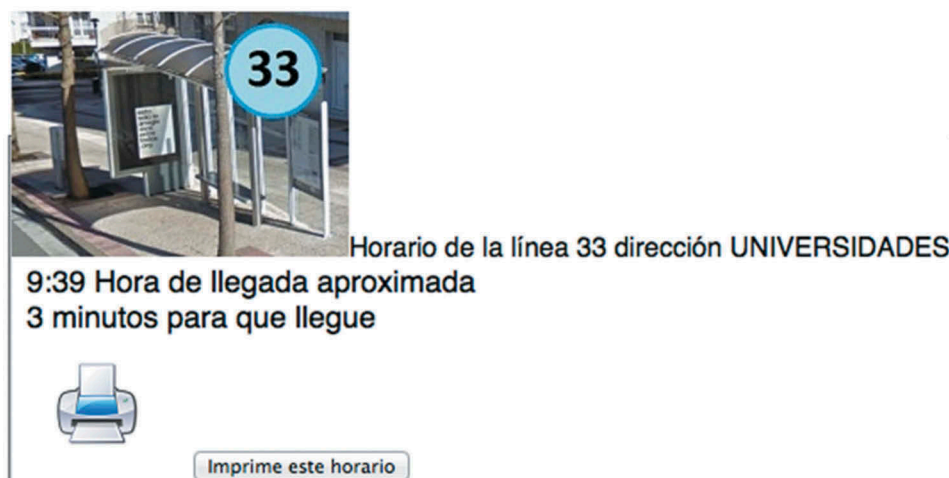 33
Horario de la línea 33 dirección UNIVERSIDADES
9:39 Hora de llegada aproximada
3 minutos para que llegue
Imprime este horario